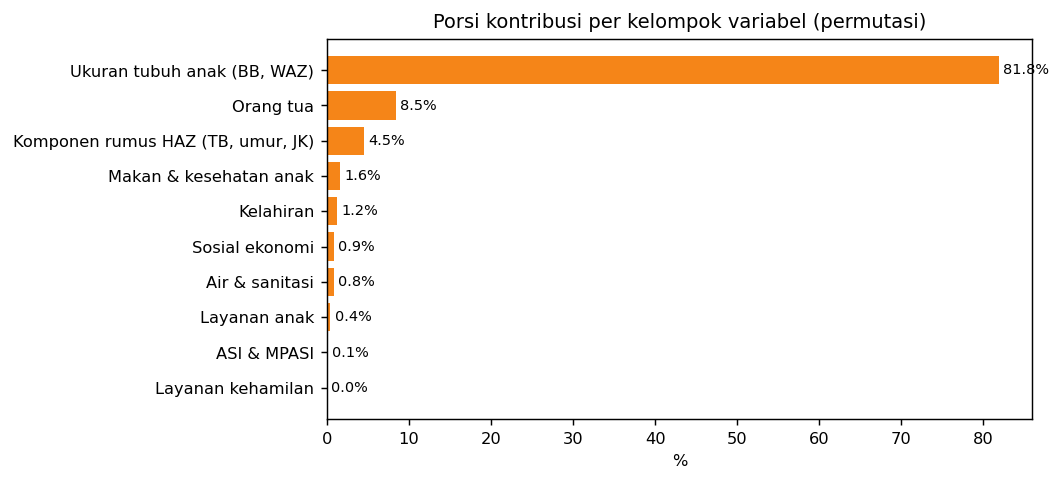 Porsi kontribusi per kelompok variabel (permutasi)
Ukuran tubuh anak (BB, WAZ) 81.8%
Orang tua 8.5%
Komponen rumus HAZ (TB, umur, JK) 4.5%
Makan & kesehatan anak 1.6%
Kelahiran 1.2%
Sosial ekonomi 0.9%
Air & sanitasi 0.8%
Layanan anak 0.4%
ASI & MPASI 0.1%
Layanan kehamilan 0.0%
0 10 20 30 40 50 60 70 80
%